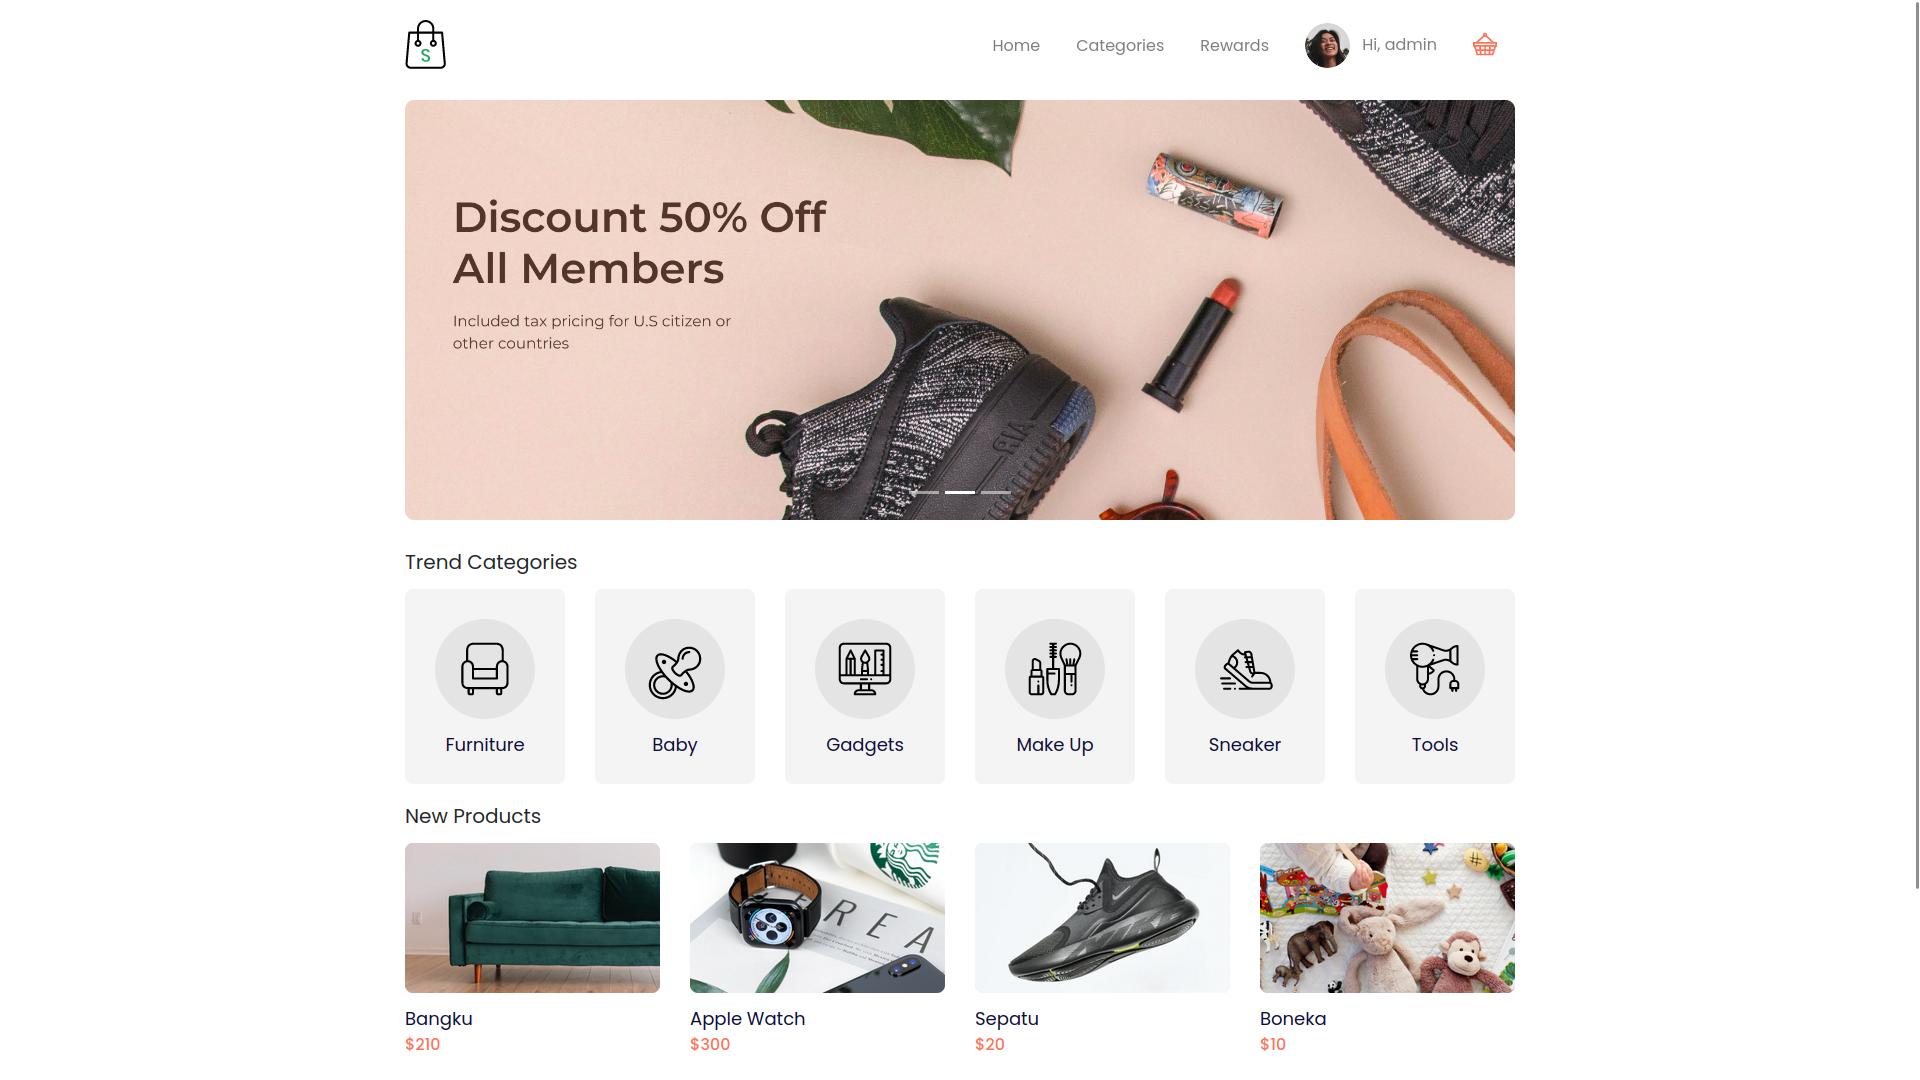 S
Home
Categories
Rewards
Hi, admin
Discount 50% Off
All Members
Included tax pricing for U.S citizen or
other countries
AIR
Trend Categories
Furniture
Baby
Gadgets
Make Up
Sneaker
Tools
New Products
REA
Bangku
$210
Apple Watch
$300
Sepatu
$20
Boneka
$10